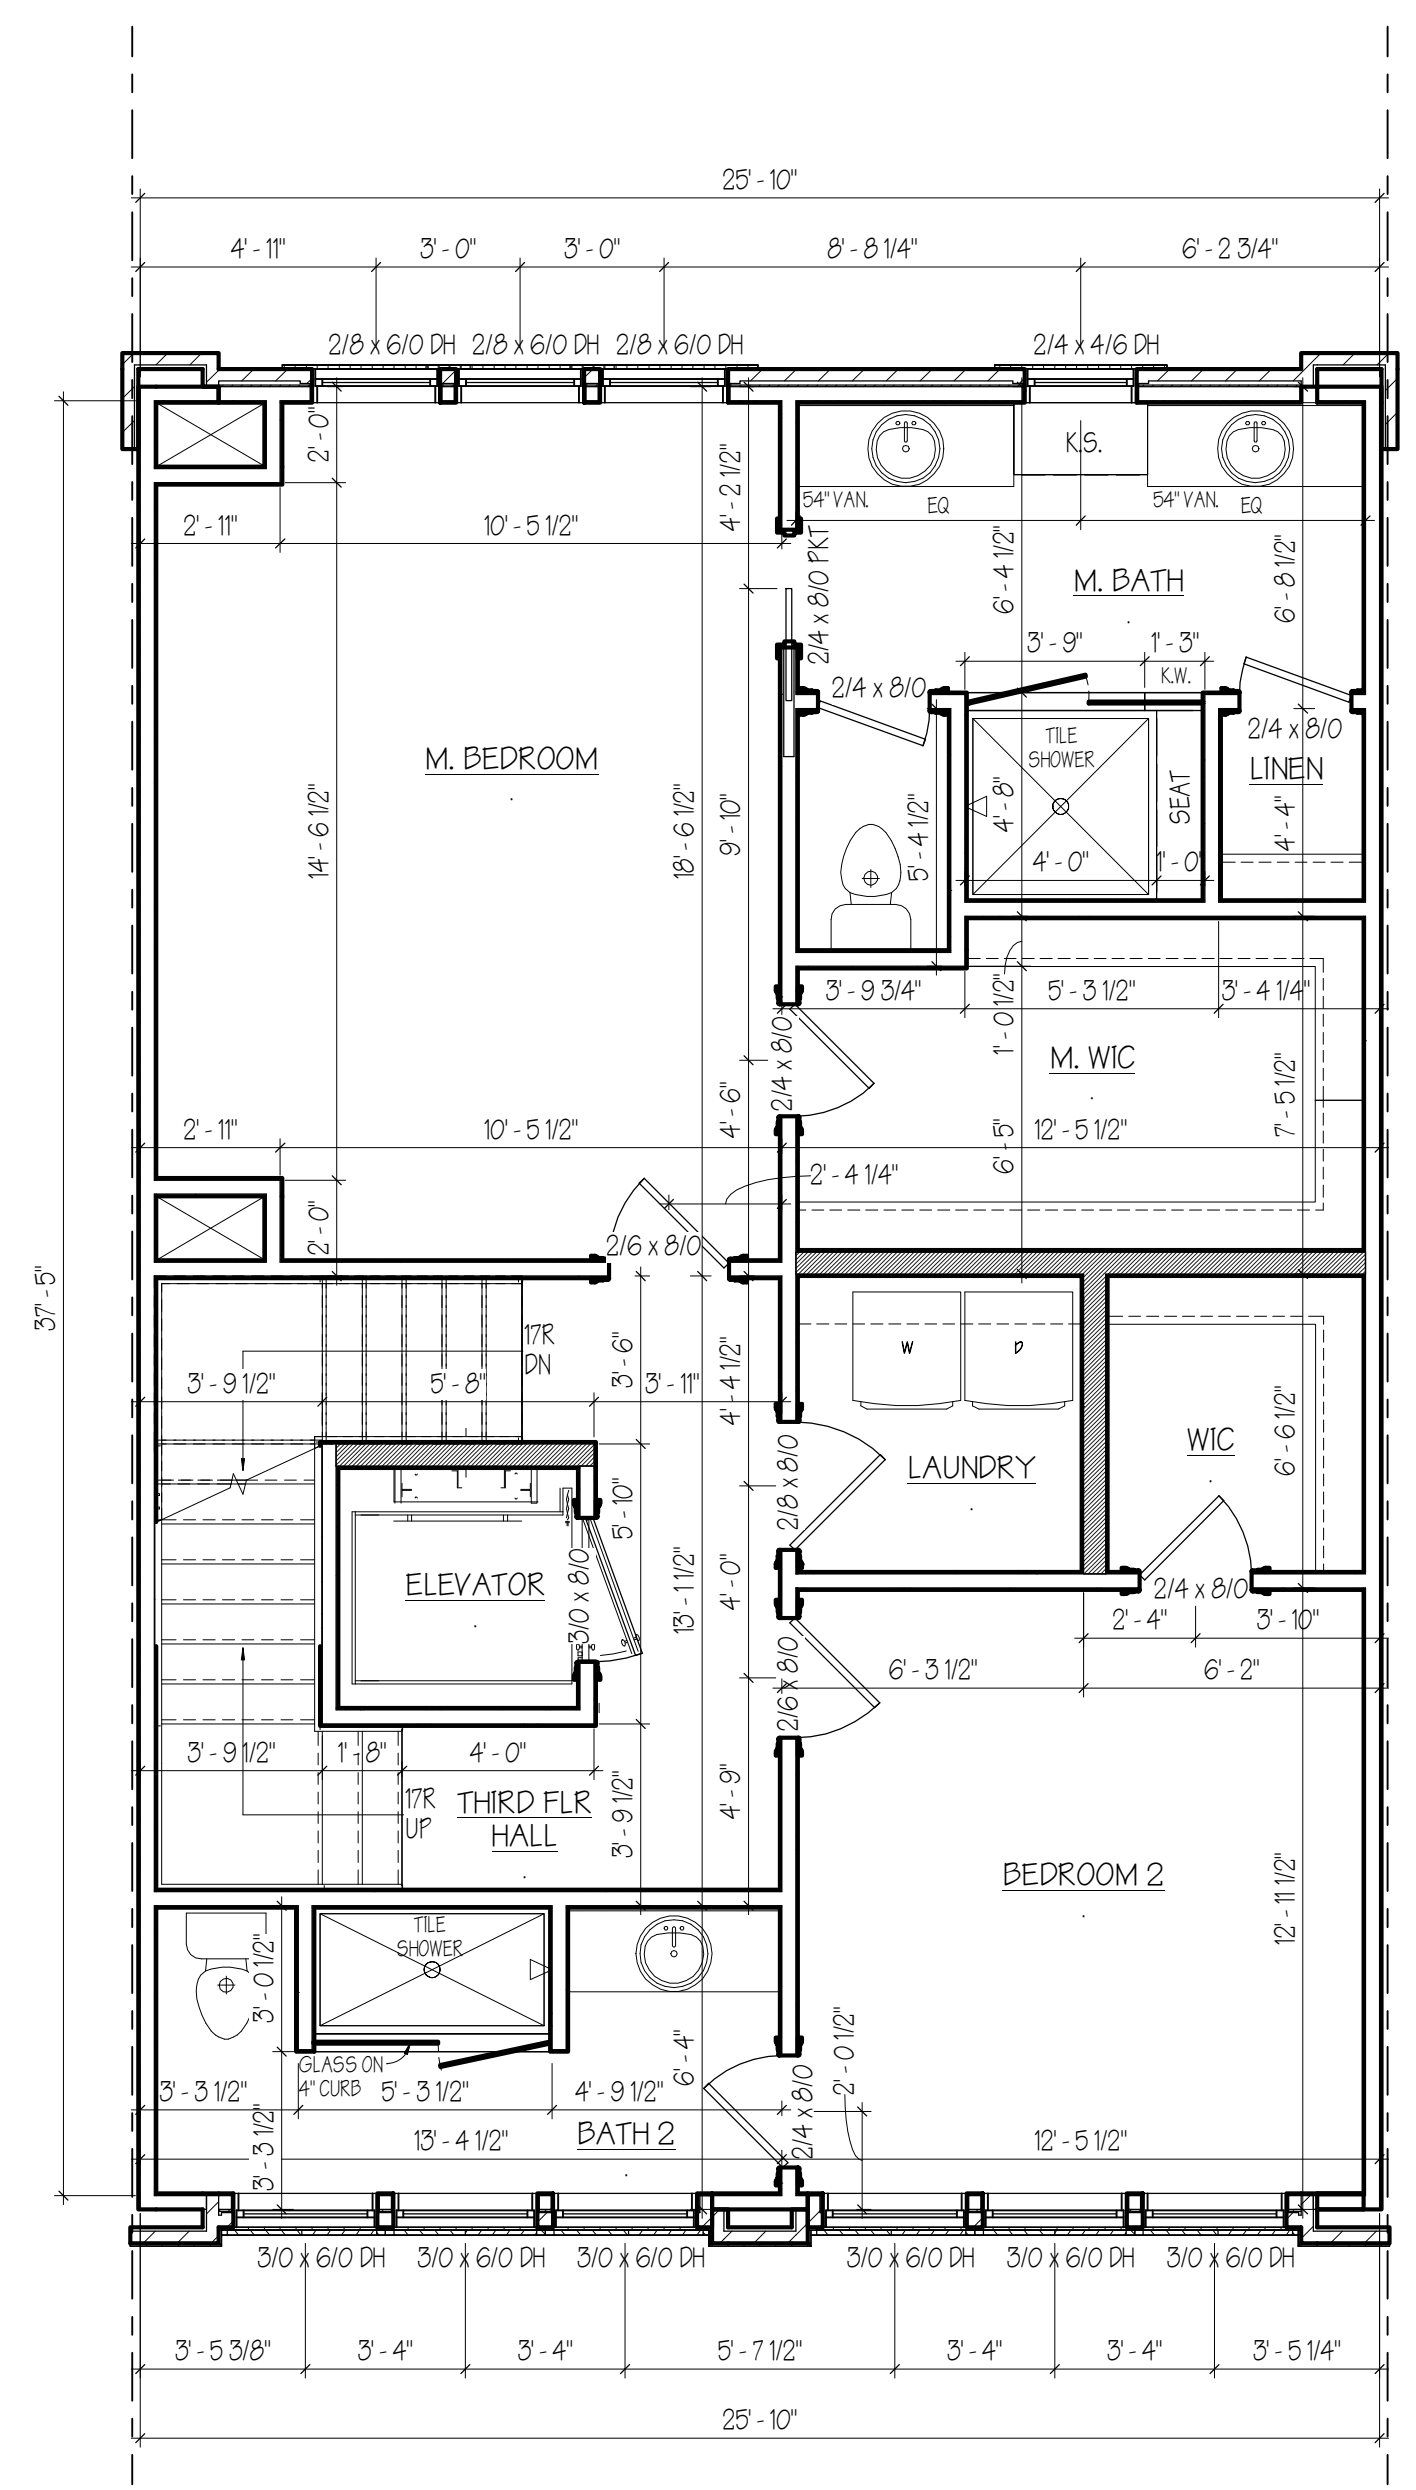 25' - 10"
4' - 11"
3' - 0"
3' - 0"
8' - 8 1/4"
6' - 2 3/4"
2/8 x 6/0 DH
2/8 x 6/0 DH
2/8 x 6/0 DH
2/4 x 4/6 DH
2' - 0"
4' - 2 1/2"
K.S.
54" VAN.
EQ
54" VAN.
EQ
2' - 11"
10' - 5 1/2"
2/4 x 8/0 PKT
6' - 4 1/2"
6' - 8 1/2"
M. BATH
3' - 9"
1' - 3"
K.W.
2/4 x 8/0
2/4 x 8/0
TILE
SHOWER
M. BEDROOM
LINEN
SEAT
14' - 6 1/2"
18' - 6 1/2"
9' - 10"
5' - 4 1/2"
4' - 8"
4' - 4"
4' - 0"
1' - 0"
3' - 9 3/4"
5' - 3 1/2"
3' - 4 1/4"
1' - 0 1/2"
2/4 x 8/0
M. WIC
7' - 5 1/2"
2' - 11"
10' - 5 1/2"
4' - 6"
6' - 5"
12' - 5 1/2"
2' - 4 1/4"
2' - 0"
2/6 x 8/0
37' - 5"
17R
DN
3' - 6"
4' - 4 1/2"
W
D
3' - 9 1/2"
5' - 8"
3' - 11"
6' - 6 1/2"
WIC
LAUNDRY
2/8 x 8/0
5' - 10"
ELEVATOR
3/0 x 8/0
13' - 1 1/2"
4' - 0"
2/4 x 8/0
2' - 4"
3' - 10"
2/6 x 8/0
6' - 3 1/2"
6' - 2"
3' - 9 1/2"
1' - 8"
4' - 0"
17R
UP
THIRD FLR
HALL
3' - 9 1/2"
4' - 9"
BEDROOM 2
12' - 11 1/2"
TILE
SHOWER
3' - 0 1/2"
GLASS ON
4" CURB
6' - 4"
2' - 0 1/2"
3' - 3 1/2"
5' - 3 1/2"
4' - 9 1/2"
2/4 x 8/0
3' - 3 1/2"
13' - 4 1/2"
BATH 2
12' - 5 1/2"
3/0 x 6/0 DH
3/0 x 6/0 DH
3/0 x 6/0 DH
3/0 x 6/0 DH
3/0 x 6/0 DH
3/0 x 6/0 DH
3' - 5 3/8"
3' - 4"
3' - 4"
5' - 7 1/2"
3' - 4"
3' - 4"
3' - 5 1/4"
25' - 10"